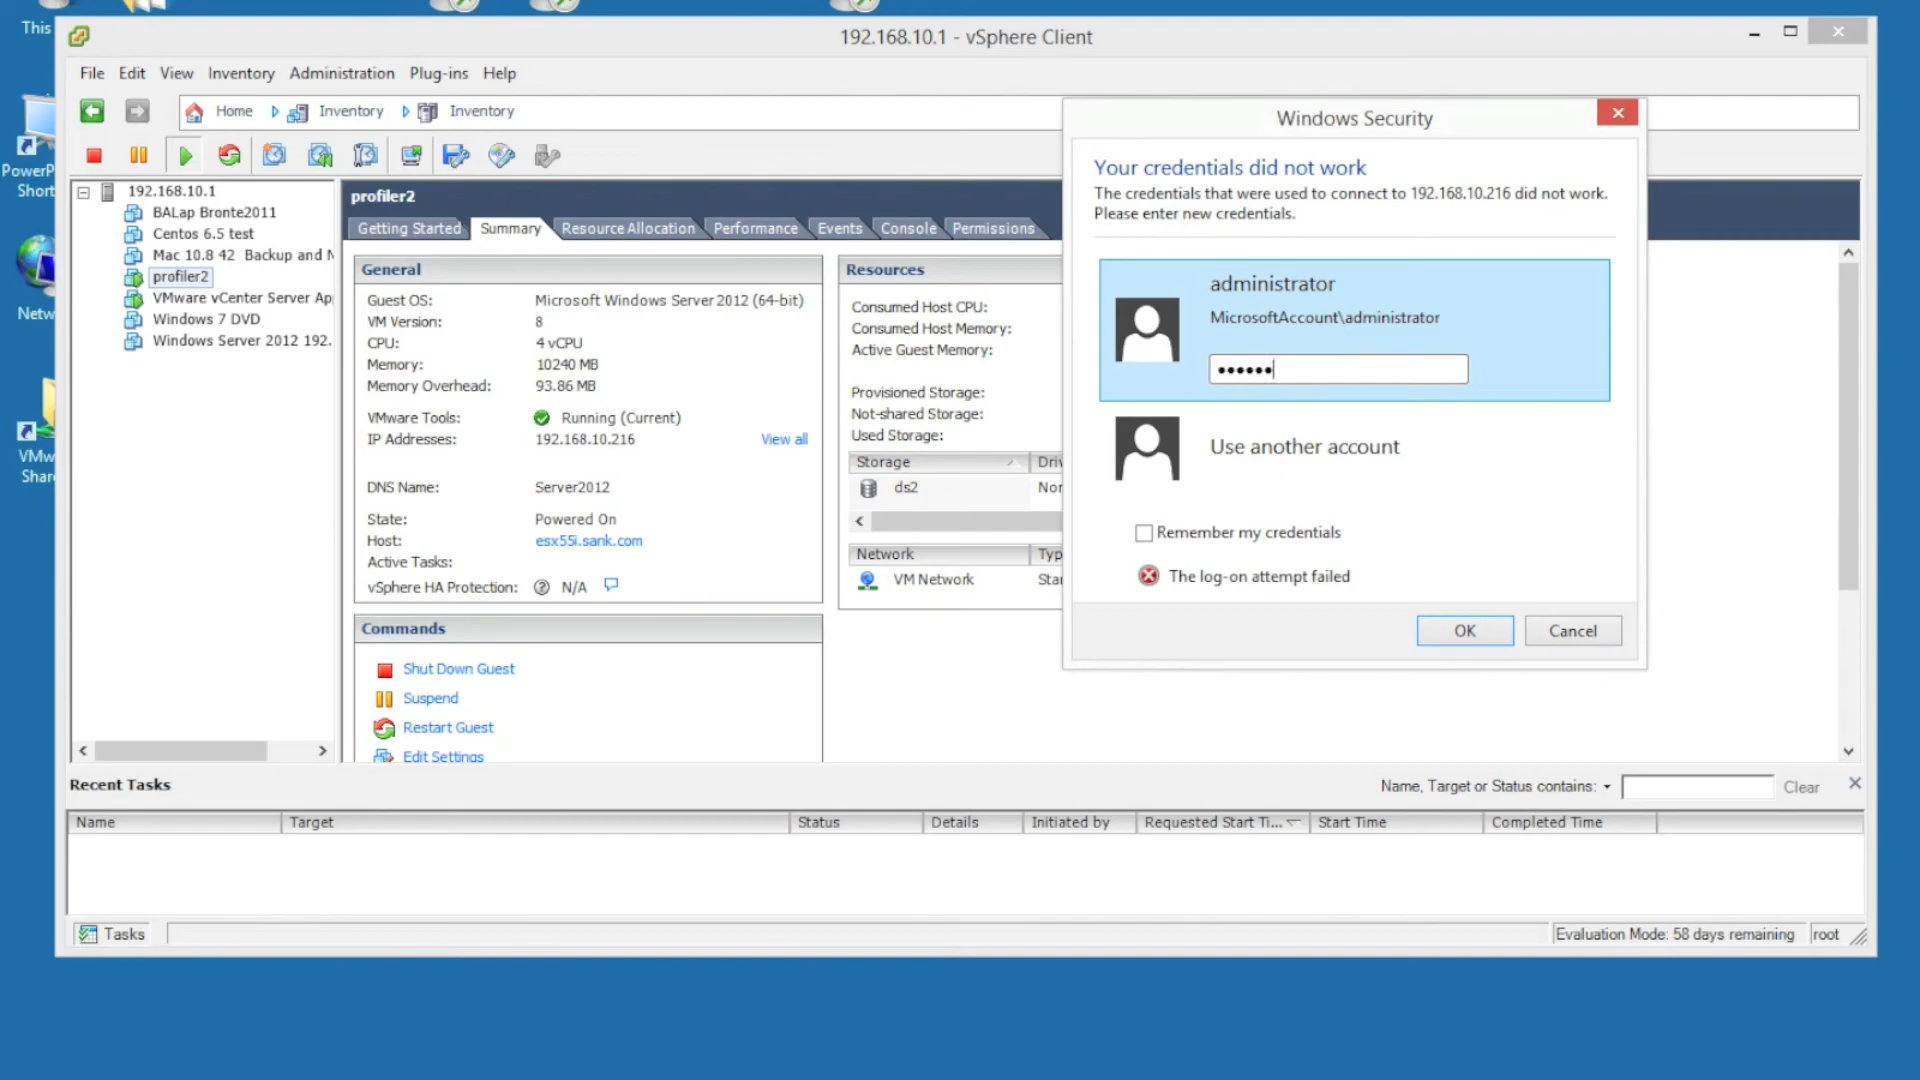 This
192.168.10.1 - vSphere Client
File Edit View Inventory Administration Plug-ins Help
Home Inventory Inventory
PowerP
Short
Netw
VMw
Shar
192.168.10.1
BALap Bronte2011
Centos 6.5 test
Mac 10.8 42 Backup and N
profiler2
VMware vCenter Server Ap
Windows 7 DVD
Windows Server 2012 192.
profiler2
Getting Started Summary Resource Allocation Performance Events Console Permissions
General
Guest OS: Microsoft Windows Server 2012 (64-bit)
VM Version: 8
CPU: 4 vCPU
Memory: 10240 MB
Memory Overhead: 93.86 MB
VMware Tools: Running (Current)
IP Addresses: 192.168.10.216 View all
DNS Name: Server2012
State: Powered On
Host: esx55i.sank.com
Active Tasks:
vSphere HA Protection: N/A
Commands
Shut Down Guest
Suspend
Restart Guest
Edit Settings
Resources
Consumed Host CPU:
Consumed Host Memory:
Active Guest Memory:
Provisioned Storage:
Not-shared Storage:
Used Storage:
Storage Driv
ds2 Nor
Network Typ
VM Network Star
Windows Security
Your credentials did not work
The credentials that were used to connect to 192.168.10.216 did not work.
Please enter new credentials.
administrator
MicrosoftAccount\administrator
••••••
Use another account
Remember my credentials
The log-on attempt failed
OK Cancel
Recent Tasks Name, Target or Status contains: Clear
Name Target Status Details Initiated by Requested Start Ti... Start Time Completed Time
Tasks Evaluation Mode: 58 days remaining root